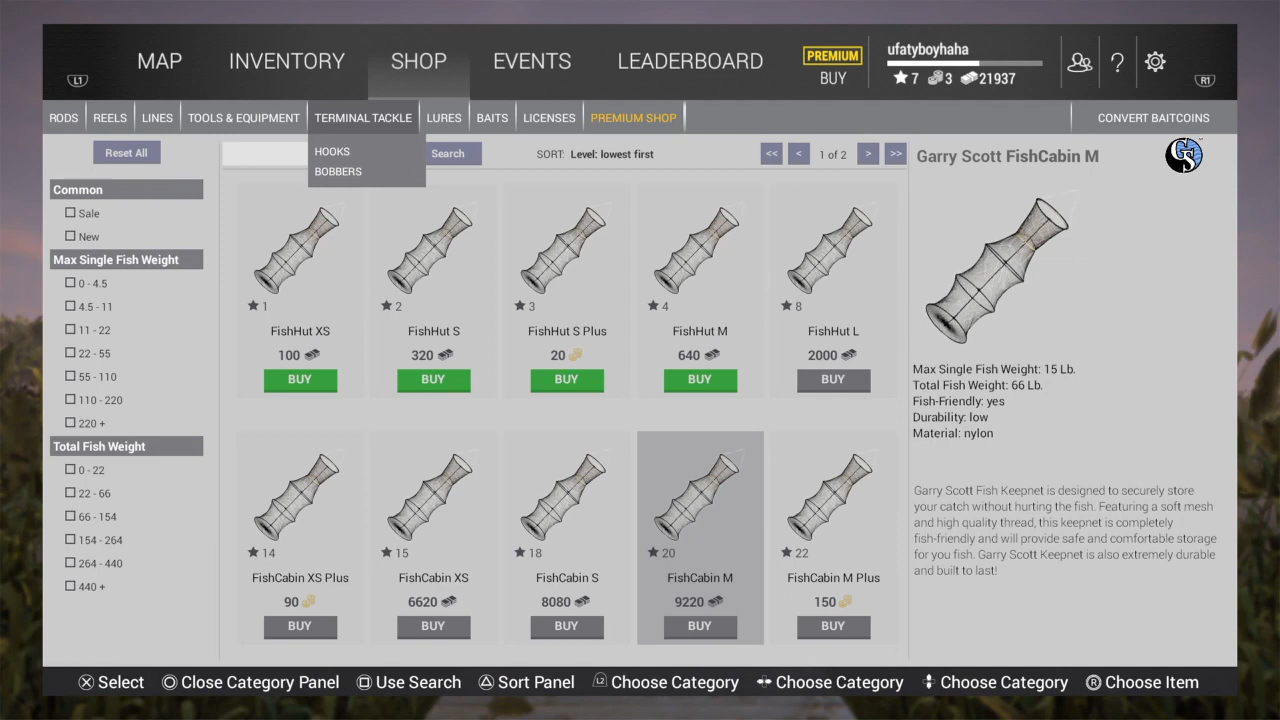 MAP INVENTORY SHOP EVENTS LEADERBOARD PREMIUM BUY ufatyboyhaha
L1 7 3 21937 ? R1
RODS REELS LINES TOOLS & EQUIPMENT TERMINAL TACKLE LURES BAITS LICENSES PREMIUM SHOP CONVERT BAITCOINS
HOOKS
BOBBERS
Reset All Search SORT: Level: lowest first << < 1 of 2 > >>
Common
Sale
New
Max Single Fish Weight
0 - 4.5
4.5 - 11
11 - 22
22 - 55
55 - 110
110 - 220
220 +
Total Fish Weight
0 - 22
22 - 66
66 - 154
154 - 264
264 - 440
440 +
1 2 3 4 8
FishHut XS FishHut S FishHut S Plus FishHut M FishHut L
100 320 20 640 2000
BUY BUY BUY BUY BUY
14 15 18 20 22
FishCabin XS Plus FishCabin XS FishCabin S FishCabin M FishCabin M Plus
90 6620 8080 9220 150
BUY BUY BUY BUY BUY
Garry Scott FishCabin M GS
Max Single Fish Weight: 15 Lb.
Total Fish Weight: 66 Lb.
Fish-Friendly: yes
Durability: low
Material: nylon
Garry Scott Fish Keepnet is designed to securely store
your catch without hurting the fish. Featuring a soft mesh
and high quality thread, this keepnet is completely
fish-friendly and will provide safe and comfortable storage
for you fish. Garry Scott Keepnet is also extremely durable
and built to last!
Select Close Category Panel Use Search Sort Panel L2 Choose Category Choose Category Choose Category R Choose Item